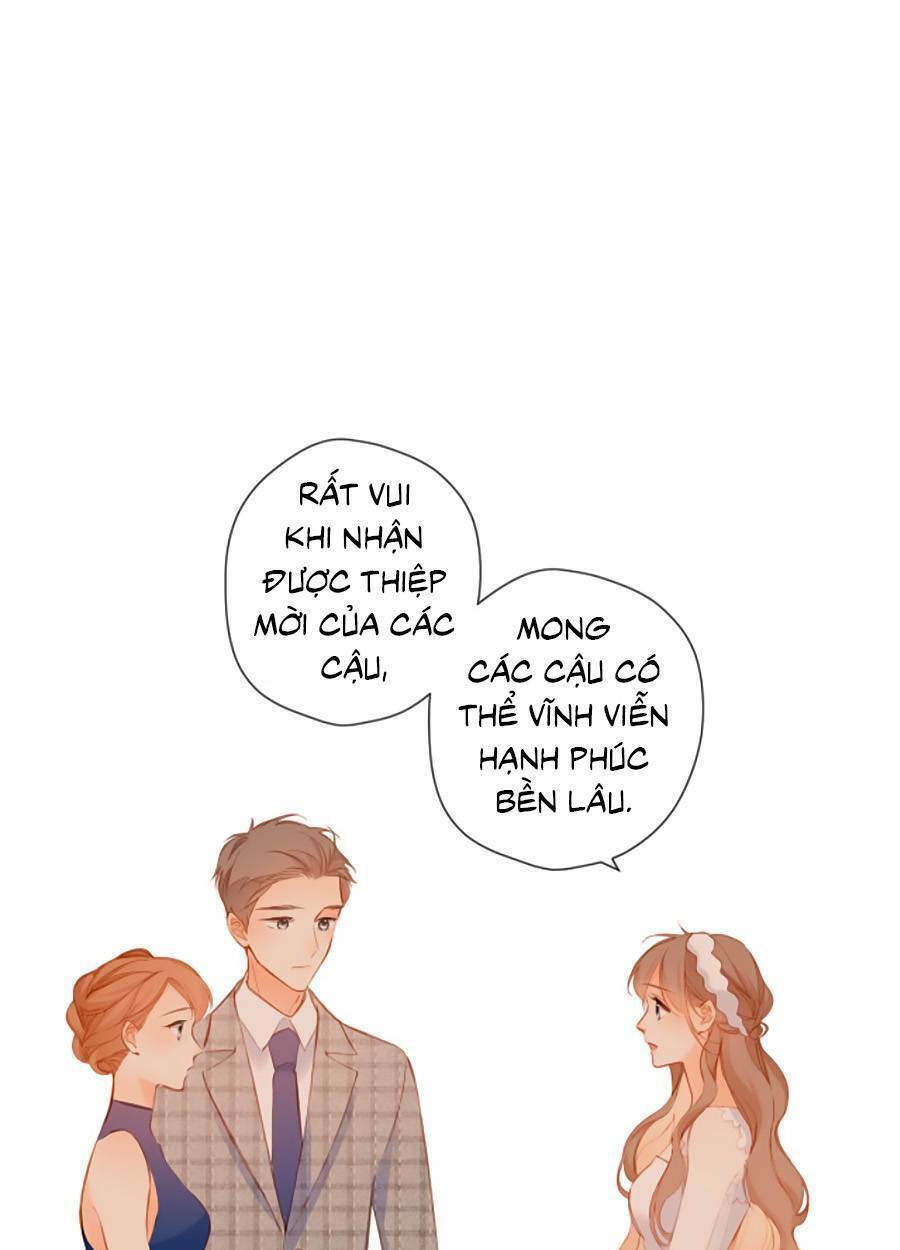 RẤT VUI
KHI NHẬN
ĐƯỢC THIỆP
MỜI CỦA CÁC
CẬU,
MONG
CÁC CẬU CÓ
THỂ VĨNH VIỄN
HẠNH PHÚC
BỀN LÂU.